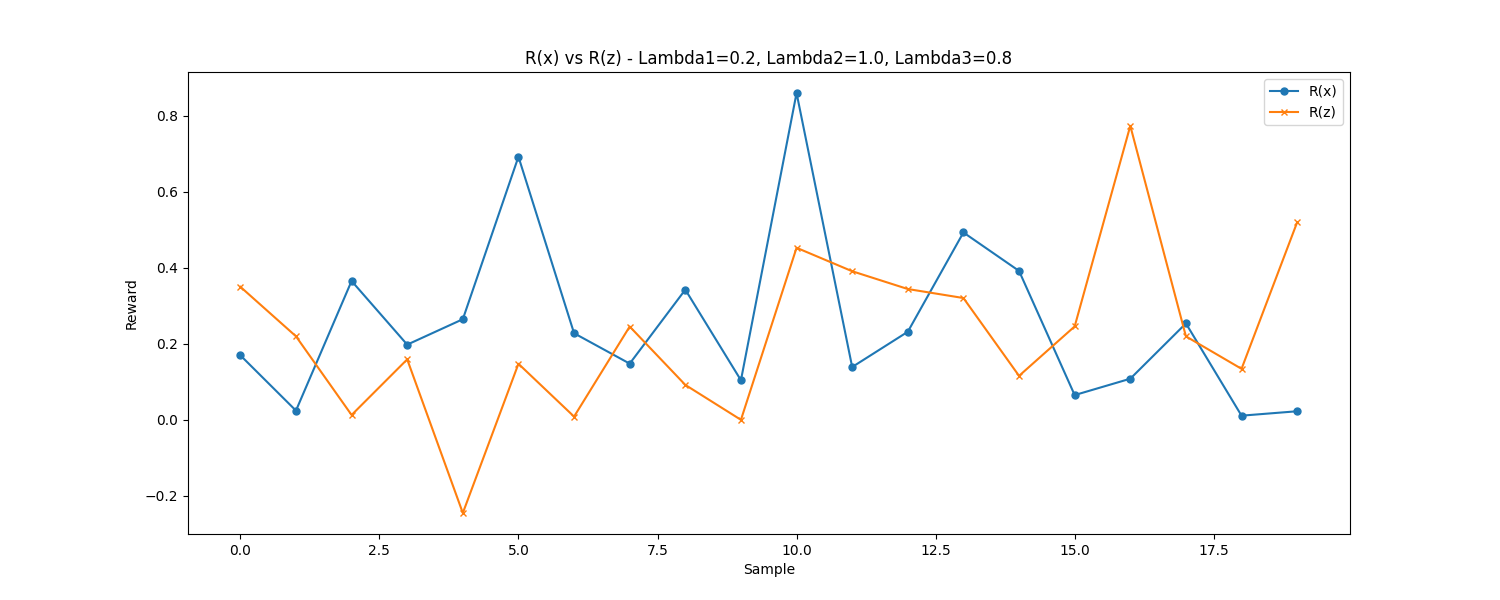 R(x) vs R(z) - Lambda1=0.2, Lambda2=1.0, Lambda3=0.8
R(x)
R(z)
0.8
0.6
0.4
0.2
0.0
−0.2
Reward
0.0 2.5 5.0 7.5 10.0 12.5 15.0 17.5
Sample